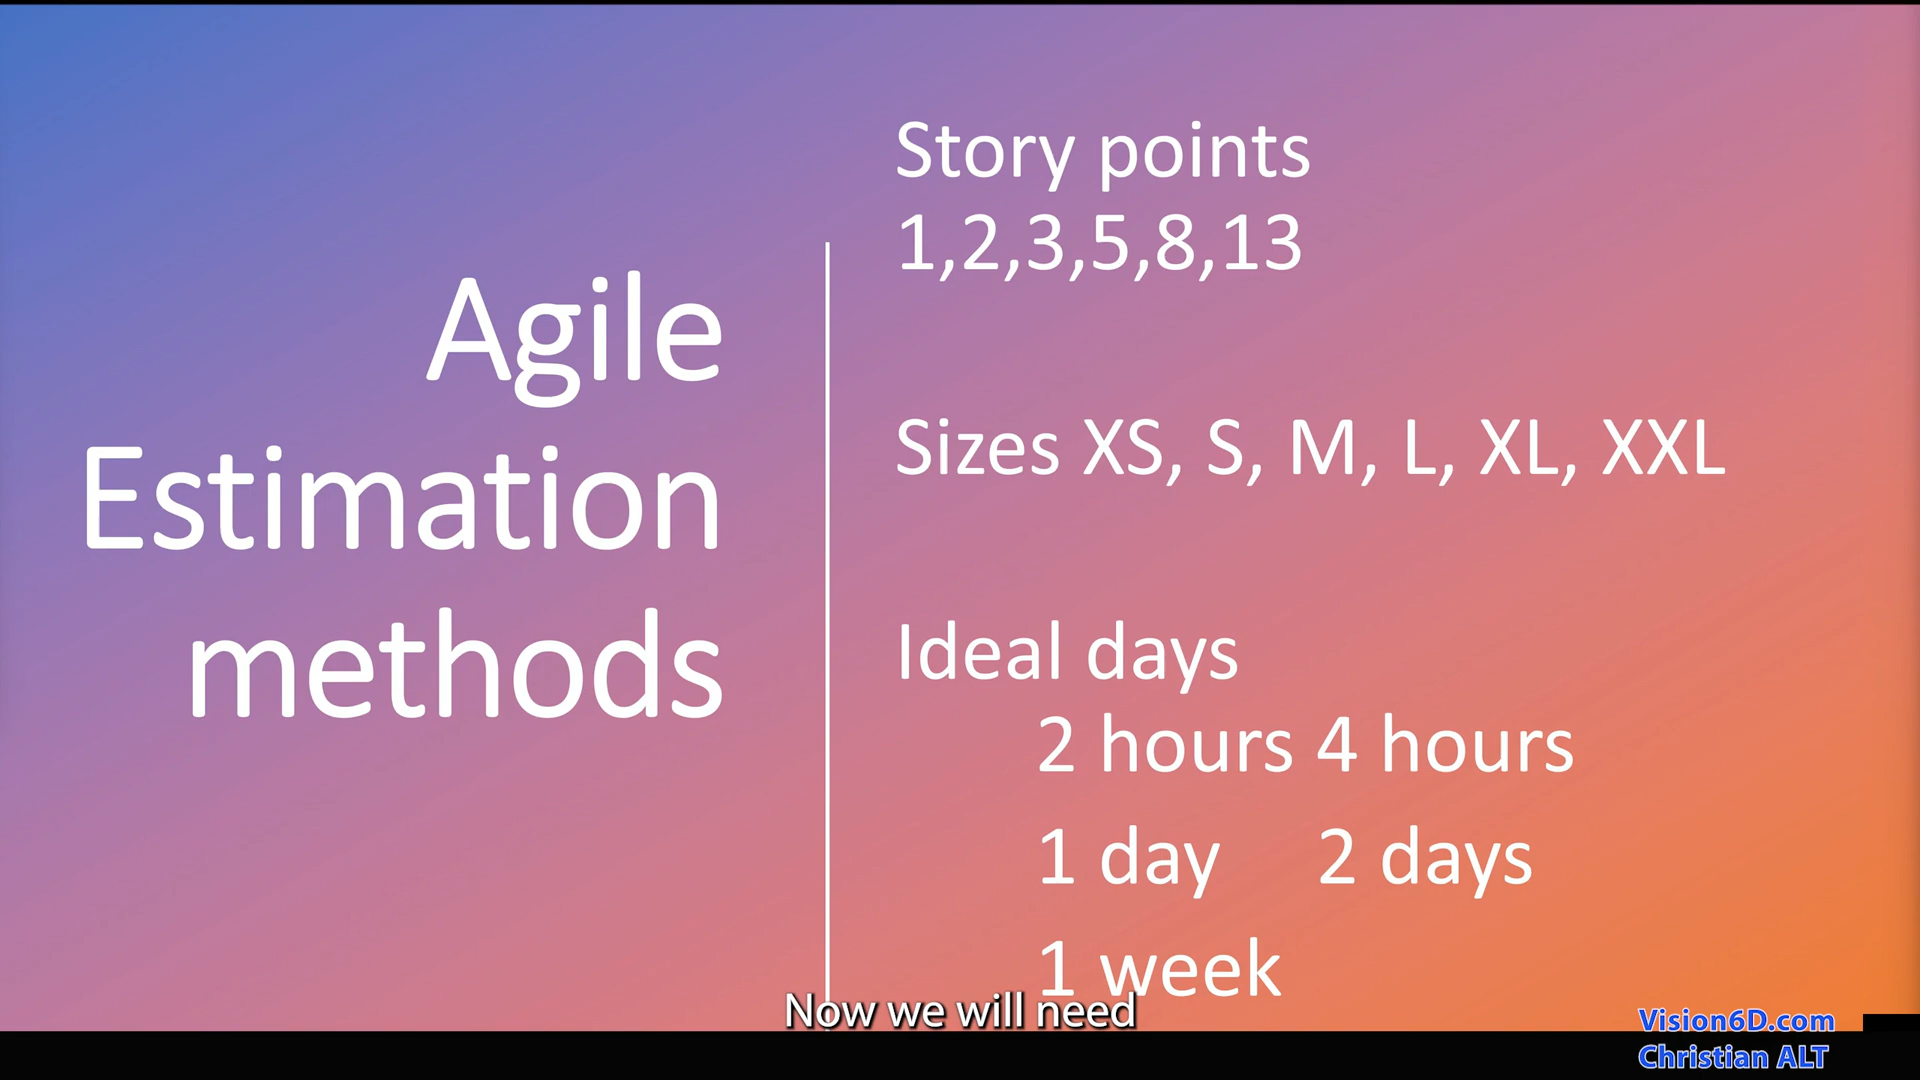 Agile
Estimation
methods
Story points
1,2,3,5,8,13
Sizes XS, S, M, L, XL, XXL
Ideal days
2 hours 4 hours
1 day 2 days
1 week
Now we will need
Vision6D.com
Christian ALT